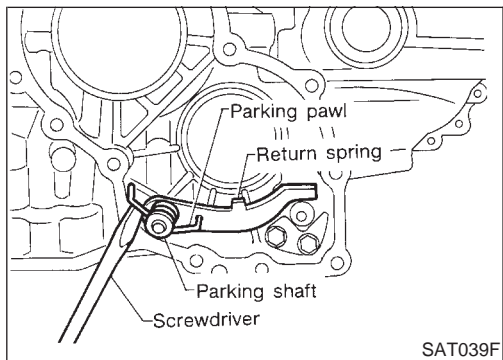 Parking pawl
Return spring
Parking shaft
Screwdriver
SAT039F